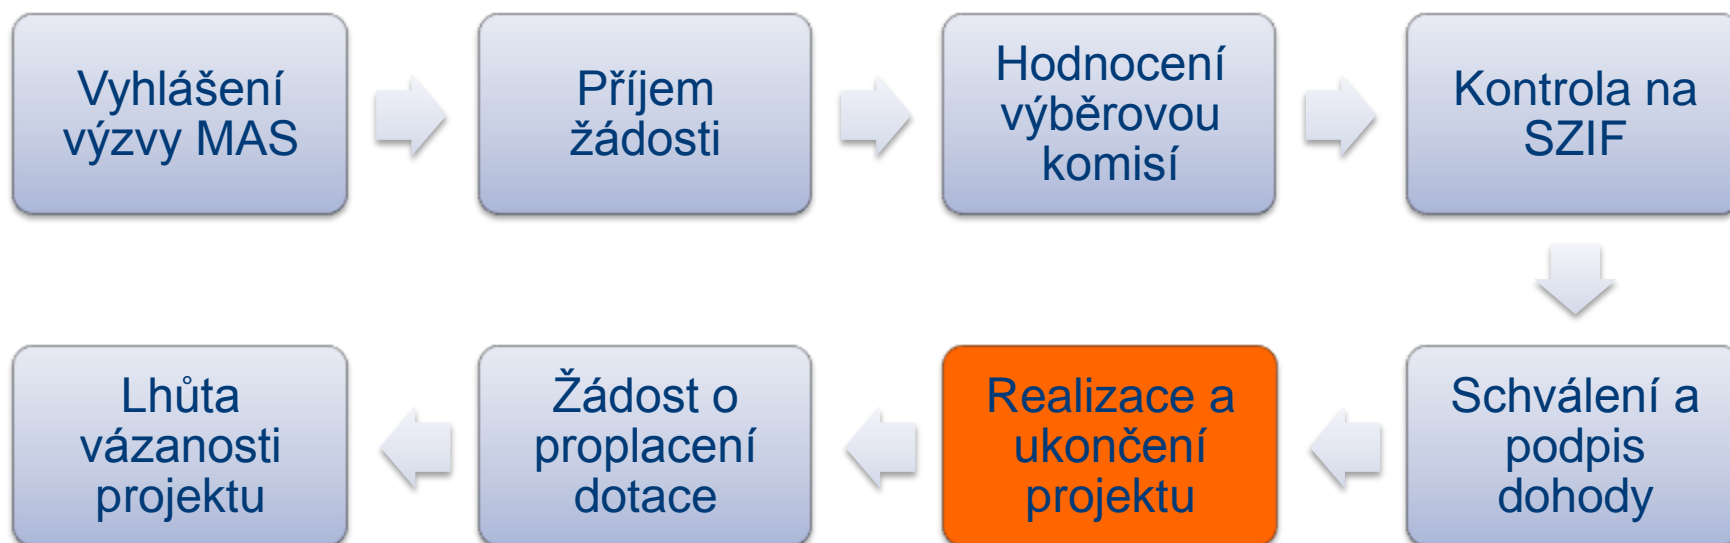 Vyhlášení
výzvy MAS
Příjem
žádosti
Hodnocení
výběrovou
komisí
Kontrola na
SZIF
Schválení a
podpis
dohody
Realizace a
ukončení
projektu
Žádost o
proplacení
dotace
Lhůta
vázanosti
projektu